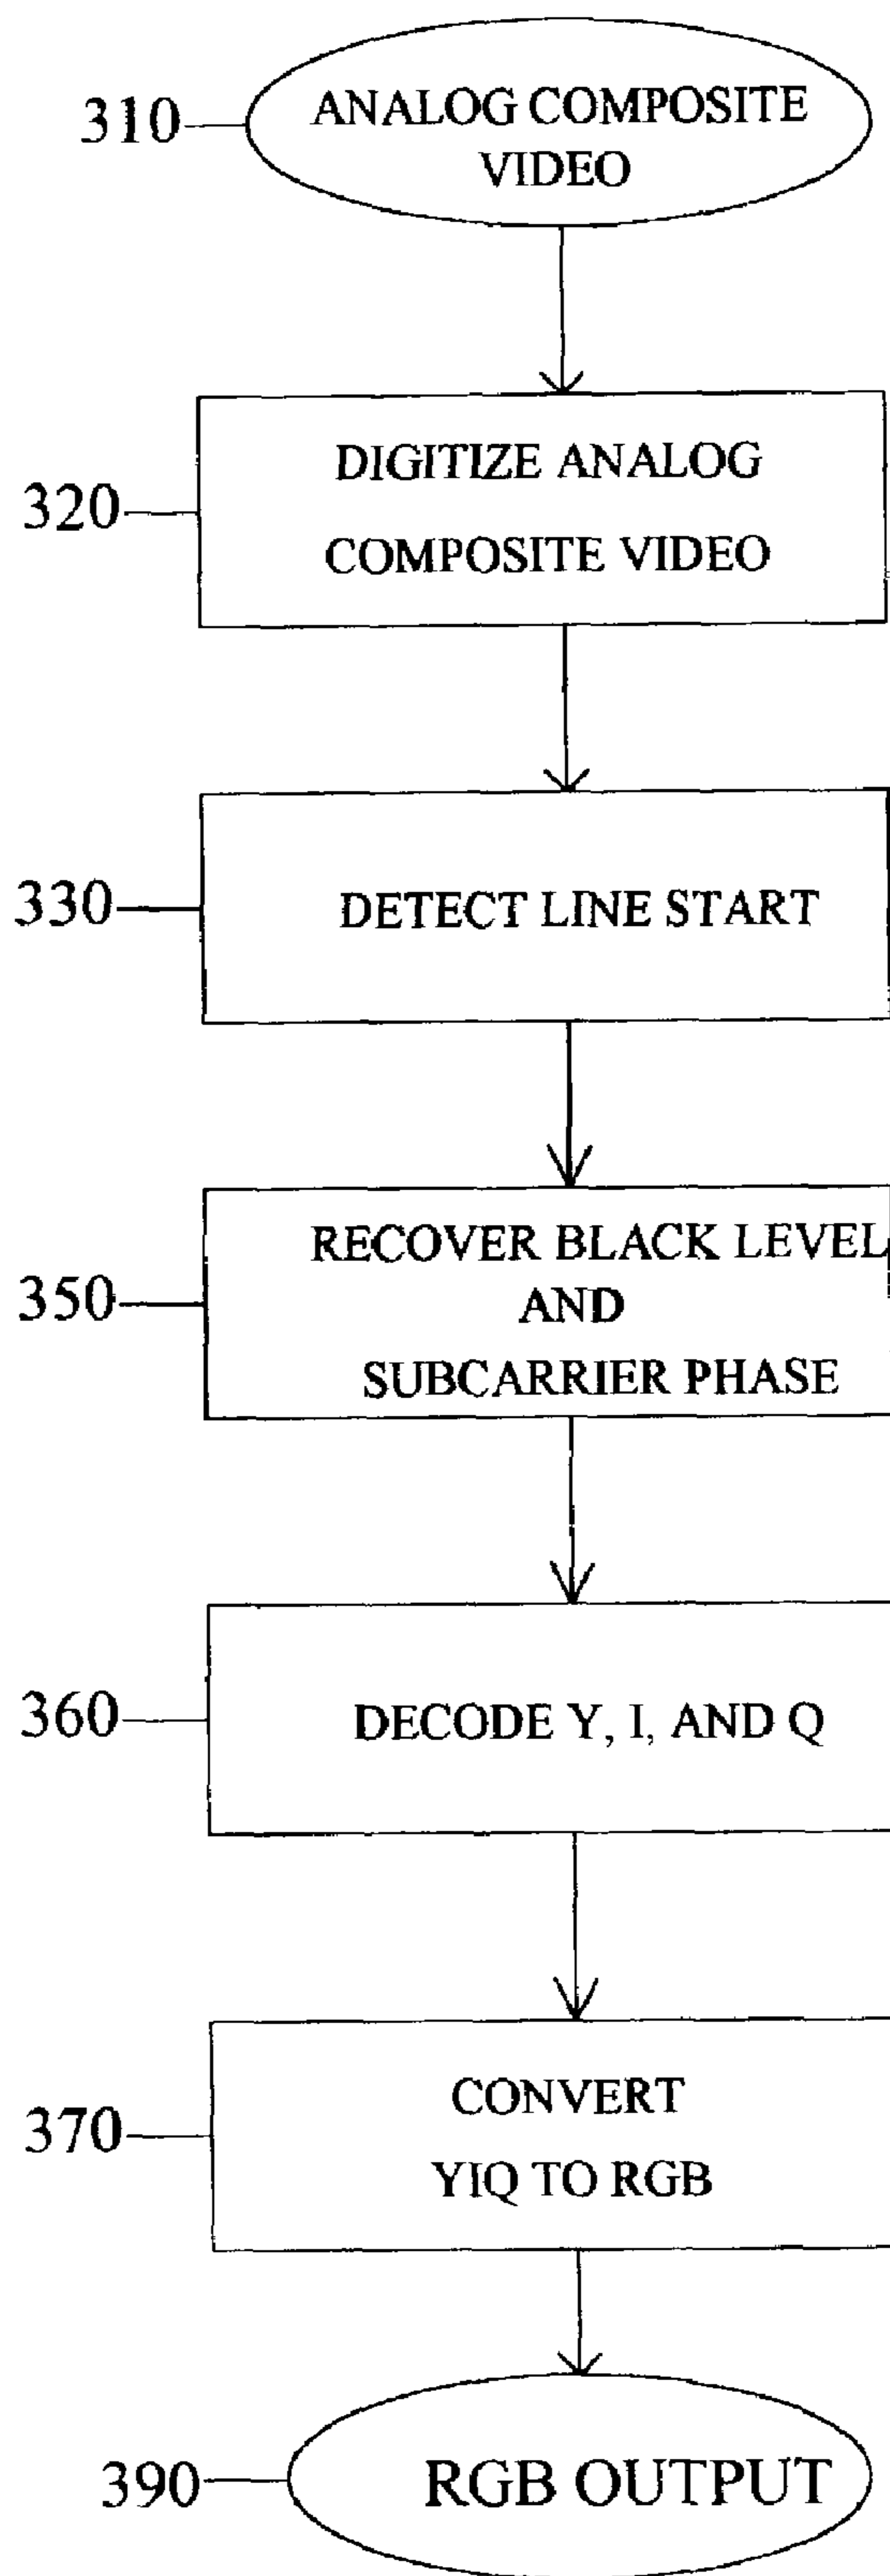 310
ANALOG COMPOSITE
VIDEO
320
DIGITIZE ANALOG
COMPOSITE VIDEO
330
DETECT LINE START
350
RECOVER BLACK LEVEL
AND
SUBCARRIER PHASE
360
DECODE Y, I, AND Q
370
CONVERT
YIQ TO RGB
390
RGB OUTPUT